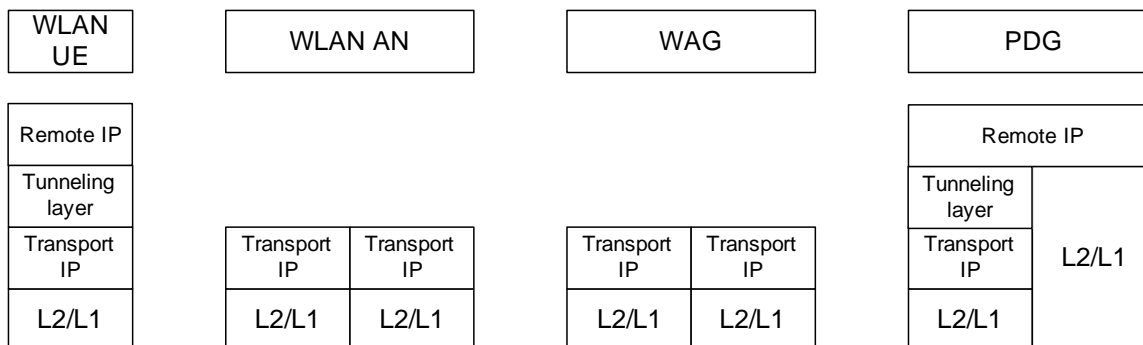 WLAN
UE
WLAN AN
WAG
PDG
Remote IP
Remote IP
Tunneling
layer
Tunneling
layer
L2/L1
Transport
IP
Transport
IP
Transport
IP
Transport
IP
Transport
IP
Transport
IP
L2/L1
L2/L1
L2/L1
L2/L1
L2/L1
L2/L1